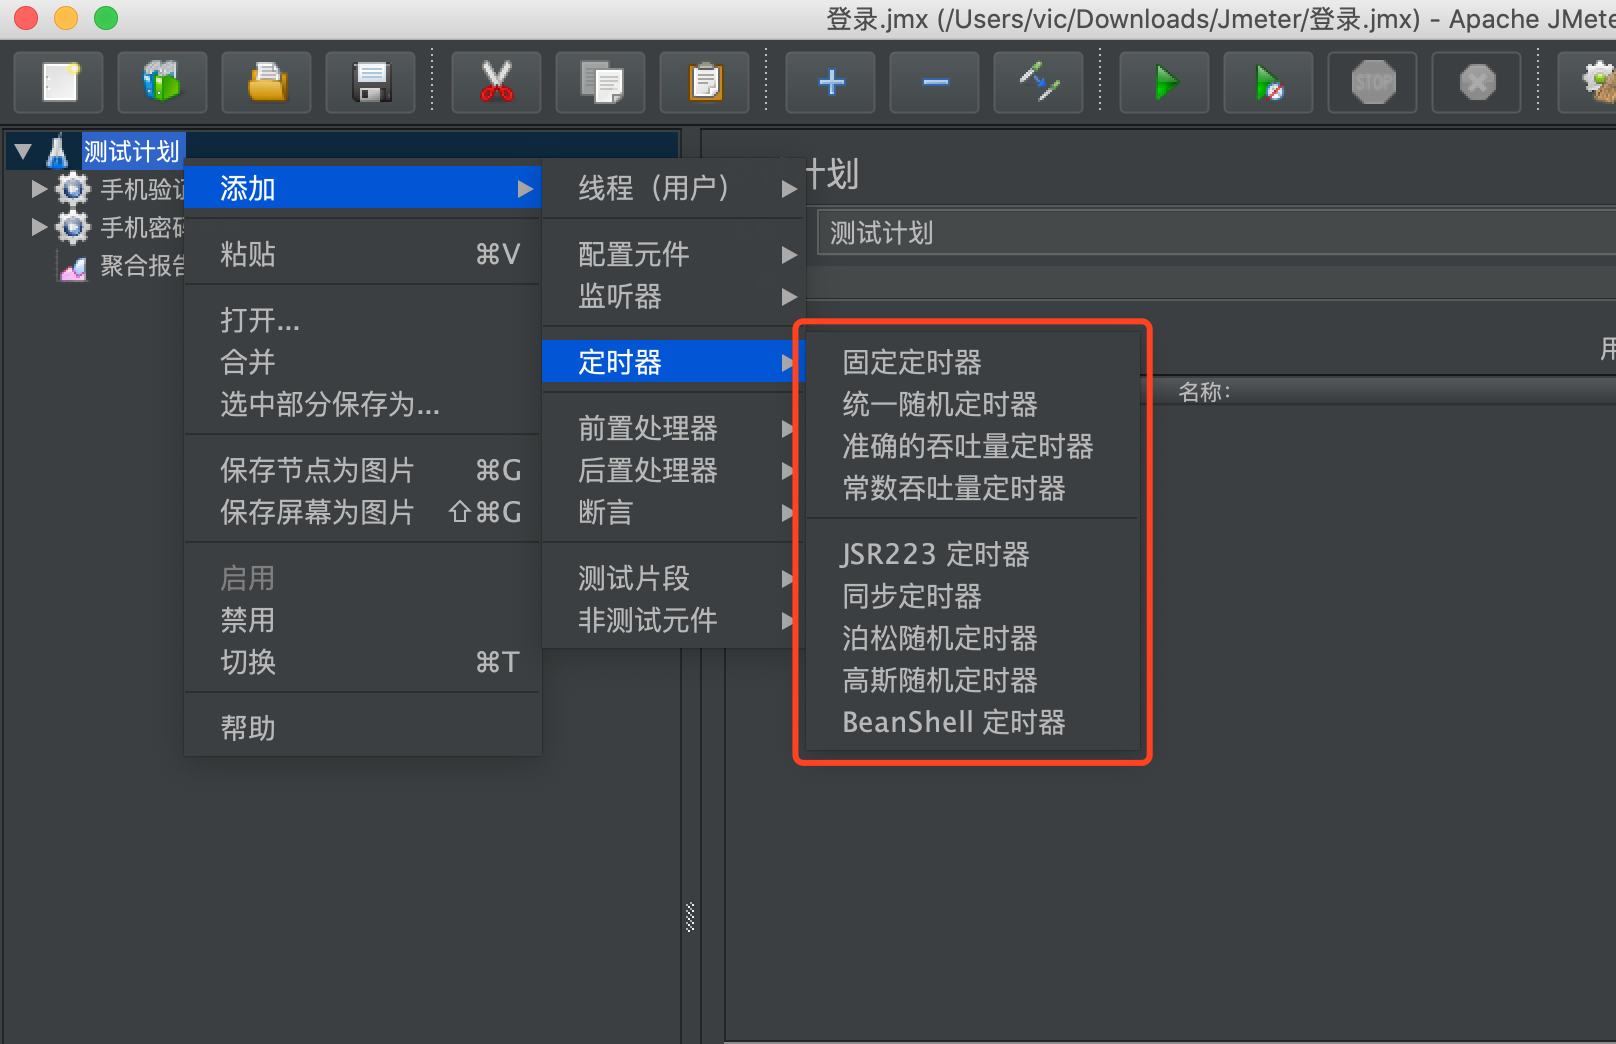 登录.jmx (/Users/vic/Downloads/Jmeter/登录.jmx) - Apache JMete
STOP
测试计划
手机验证
手机密码
聚合报告
添加
粘贴 ⌘V
打开...
合并
选中部分保存为...
保存节点为图片 ⌘G
保存屏幕为图片 ⇧⌘G
启用
禁用
切换 ⌘T
帮助
线程（用户）
配置元件
监听器
定时器
前置处理器
后置处理器
断言
测试片段
非测试元件
固定定时器
统一随机定时器
准确的吞吐量定时器
常数吞吐量定时器
JSR223 定时器
同步定时器
泊松随机定时器
高斯随机定时器
BeanShell 定时器
计划
测试计划
用
名称: